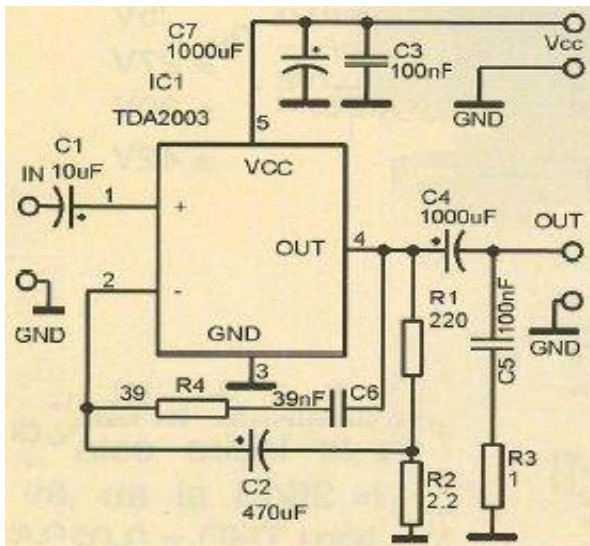 C7
1000uF
C3
100nF
Vcc
GND
IC1
TDA2003
5
VCC
C1
10uF
IN
1
+
OUT
4
C4
1000uF
OUT
2
-
GND
GND
3
R1
220
C5
100nF
GND
39
R4
39nF
C6
C2
470uF
R2
2.2
R3
1